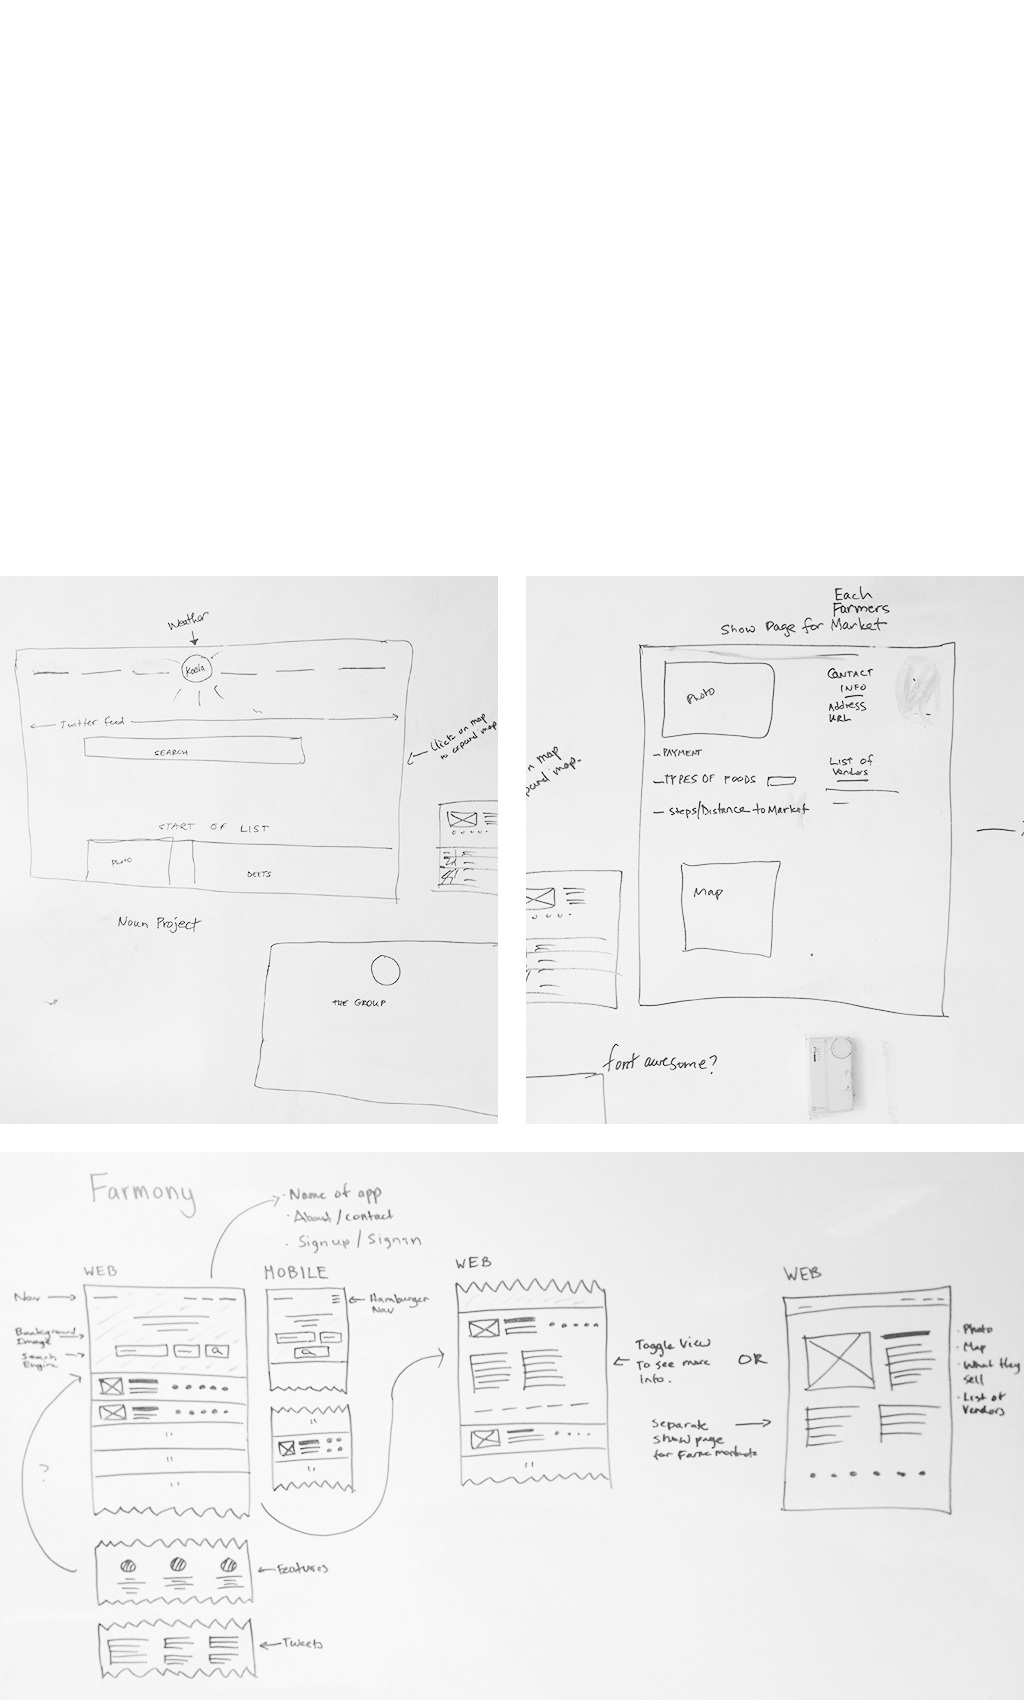 Weather
Koala
Twitter feed
SEARCH
Click on map
to expand map
START OF LIST
Photo
DEETS
Noun Project
THE GROUP
Each
Farmers
Show Page for Market
Photo
CONTACT
INFO
Address
URL
n map
pand map.
- PAYMENT
- TYPES OF FOODS
- Steps/Distance to Market
List of
Vendors
Map
font awesome?
Farmony
· Name of app
· About/contact
· Sign up / Sign in
WEB
MOBILE
WEB
WEB
Nav
Hamburger
Nav
Background
Image
Search
Engine
Toggle View
To see more
Info.
OR
· Photo
· Map
· What they
sell
· List of
Vendors
Separate
show page
for Farmer markets
?
Features
Tweets